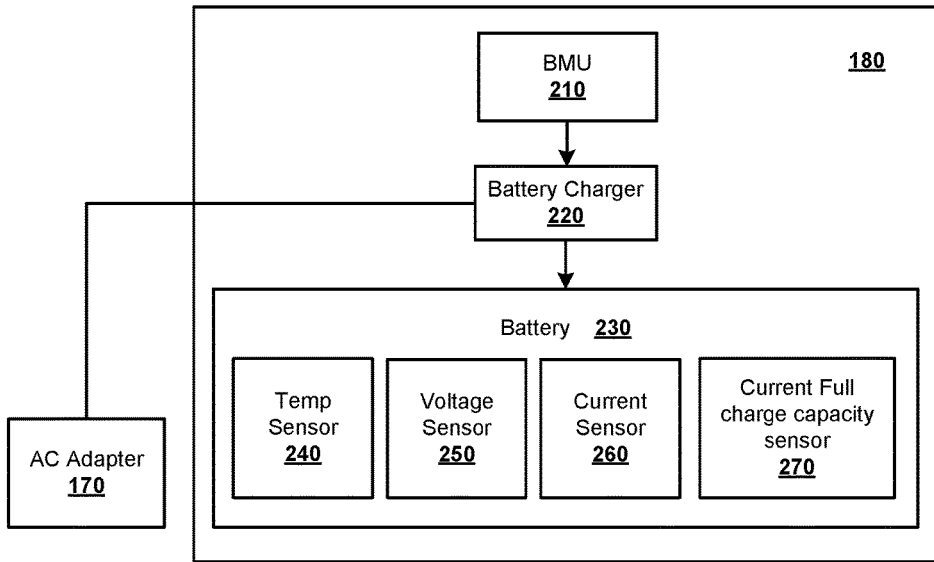 180
BMU
210
Battery Charger
220
Battery 230
Temp
Sensor
240
Voltage
Sensor
250
Current
Sensor
260
Current Full
charge capacity
sensor
270
AC Adapter
170